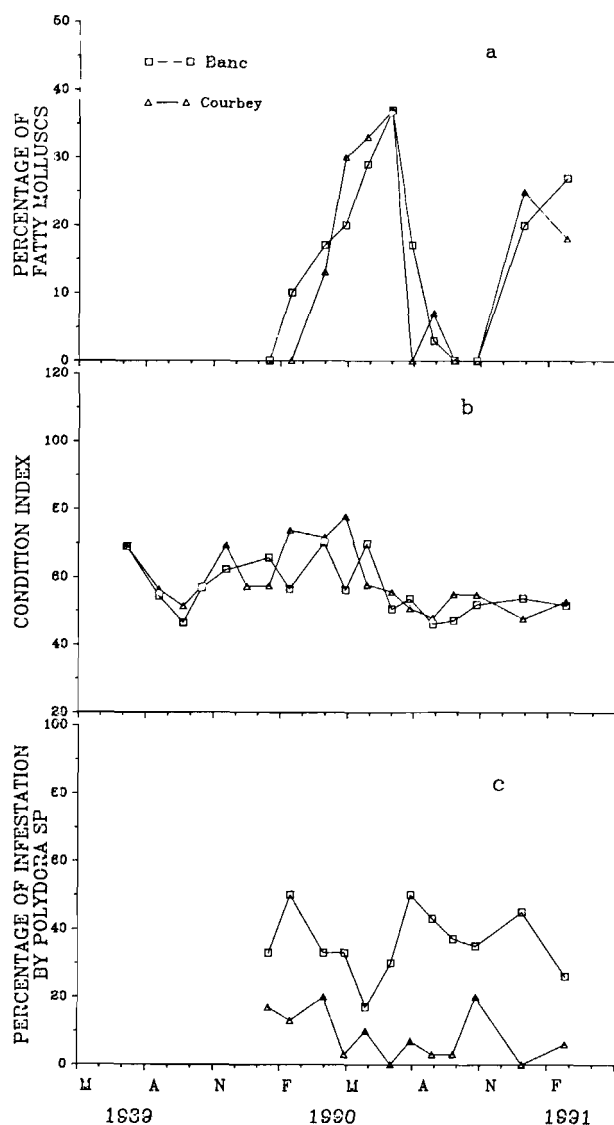 50
40
30
20
10
0
PERCENTAGE OF
FATTY MOLLUSCS
a
Banc
Courbey
120
100
80
60
40
20
CONDITION INDEX
b
100
80
60
40
20
0
PERCENTAGE OF INFESTATION
BY POLYDORA SP
c
M A N F M A N F
1989 1990 1991